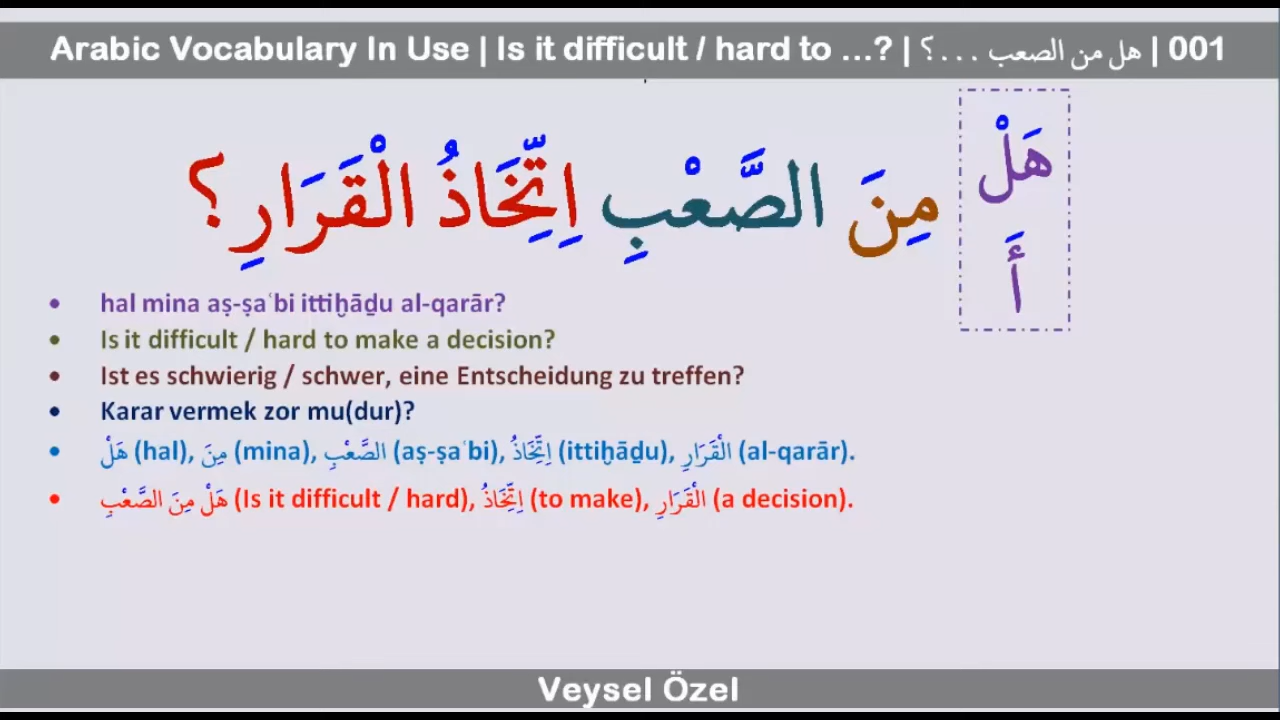 Arabic Vocabulary In Use | Is it difficult / hard to ...? | هل من الصعب ...؟ | 001
هَلْ
مِنَ الصَّعْبِ اِتِّخَاذُ الْقَرَارِ؟
أَ
• hal mina aṣ-ṣaʿbi ittiḫāḏu al-qarār?
• Is it difficult / hard to make a decision?
• Ist es schwierig / schwer, eine Entscheidung zu treffen?
• Karar vermek zor mu(dur)?
• هَلْ (hal), مِنَ (mina), الصَّعْبِ (aṣ-ṣaʿbi), اِتِّخَاذُ (ittiḫāḏu), الْقَرَارِ (al-qarār).
• هَلْ مِنَ الصَّعْبِ (Is it difficult / hard), اِتِّخَاذُ (to make), الْقَرَارِ (a decision).
Veysel Özel